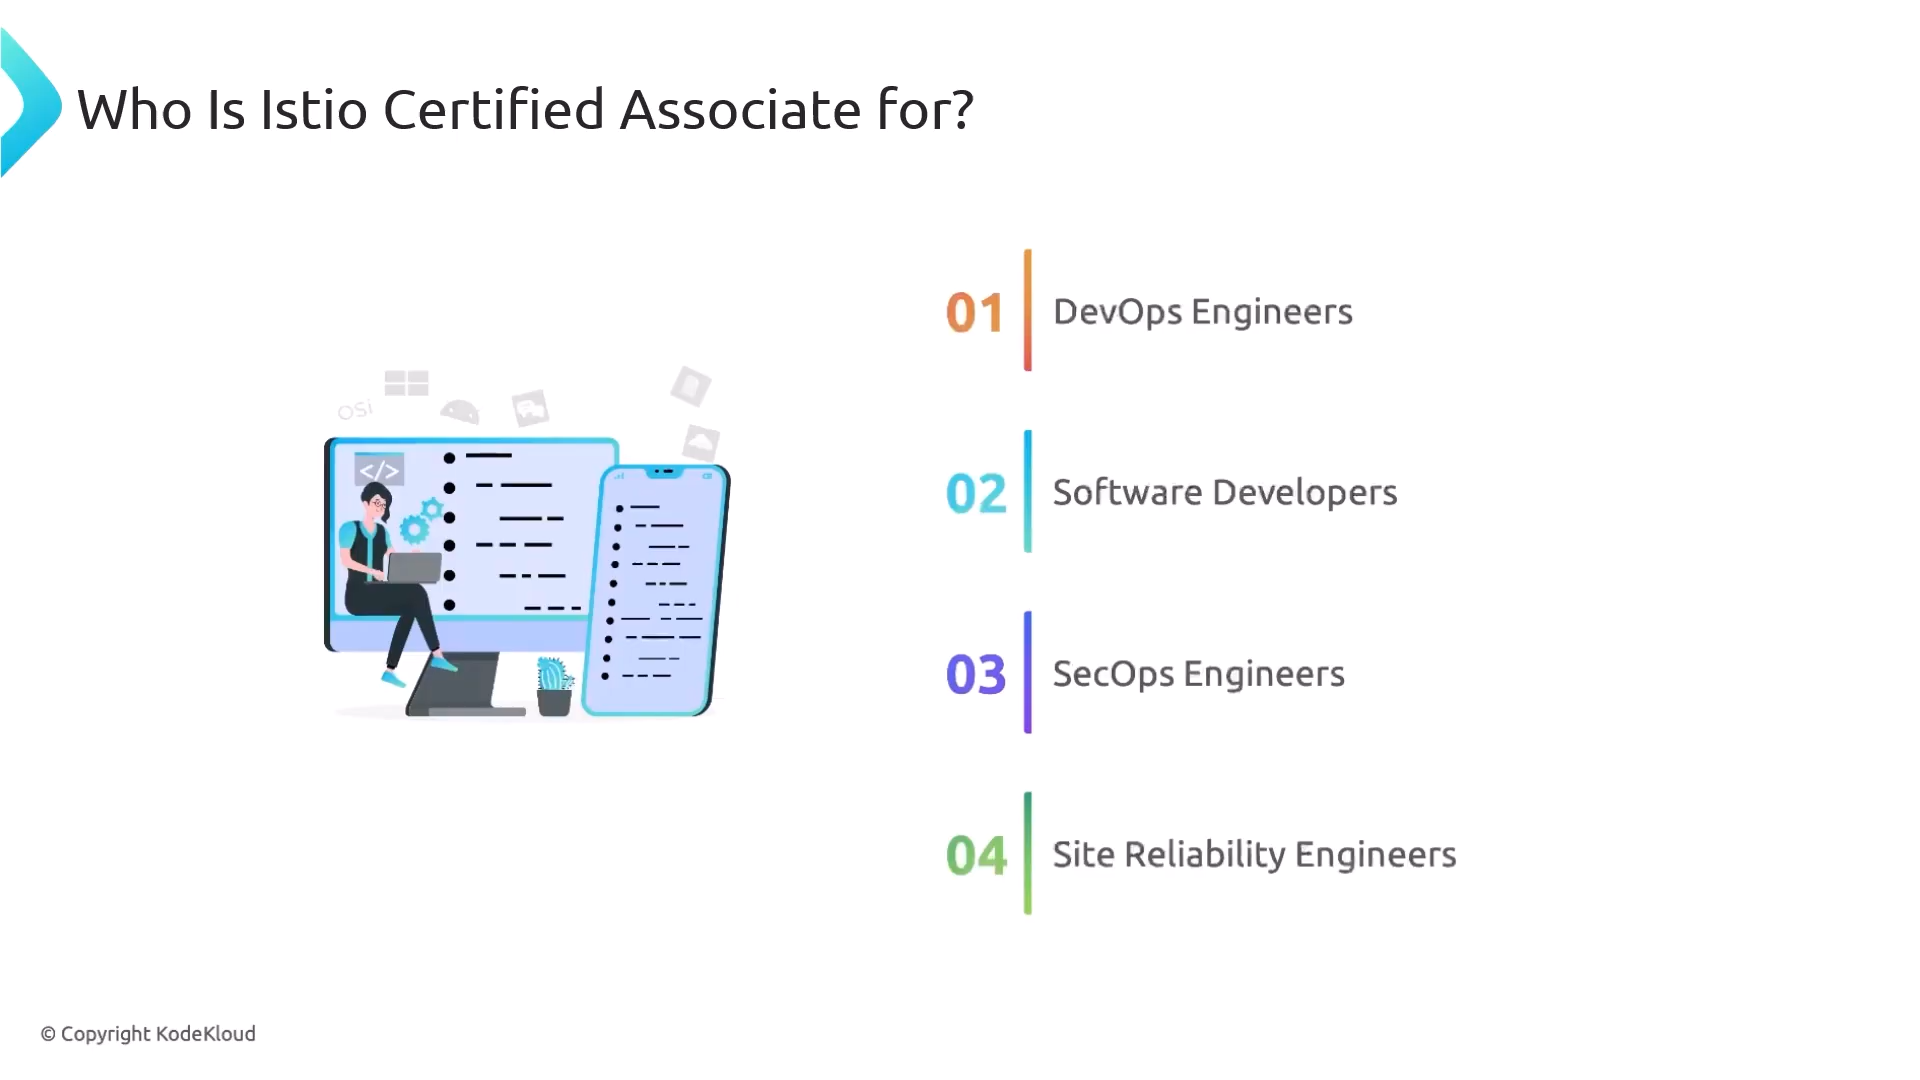 Who Is Istio Certified Associate for?
01 DevOps Engineers
02 Software Developers
03 SecOps Engineers
04 Site Reliability Engineers
OSi
</>
© Copyright KodeKloud